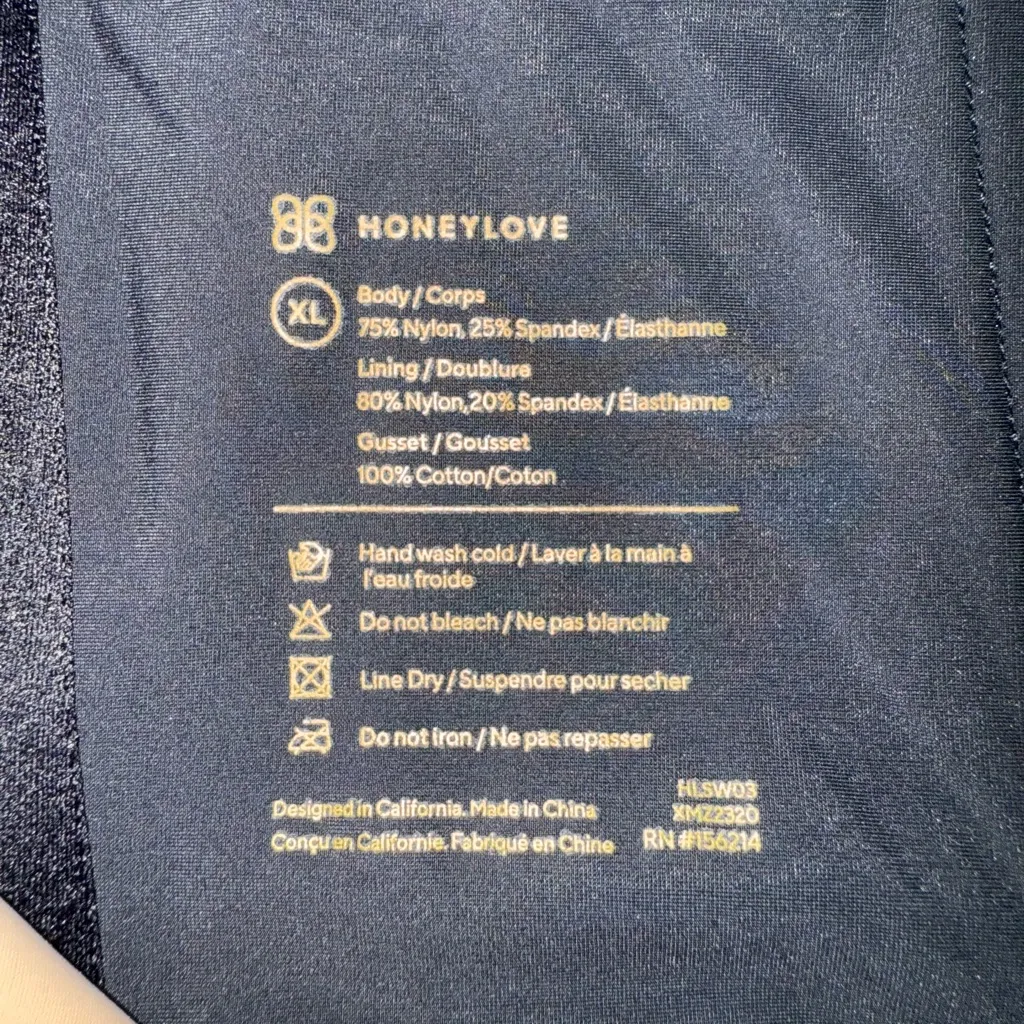 HONEYLOVE
XL
Body / Corps
75% Nylon, 25% Spandex / Élasthanne
Lining / Doublure
80% Nylon,20% Spandex / Élasthanne
Gusset / Gousset
100% Cotton/Coton
Hand wash cold / Laver à la main à
l'eau froide
Do not bleach / Ne pas blanchir
Line Dry / Suspendre pour secher
Do not iron / Ne pas repasser
HLSW03
Designed in California. Made in China
XMZ2320
Conçu en Californie. Fabriqué en Chine.
RN #156214